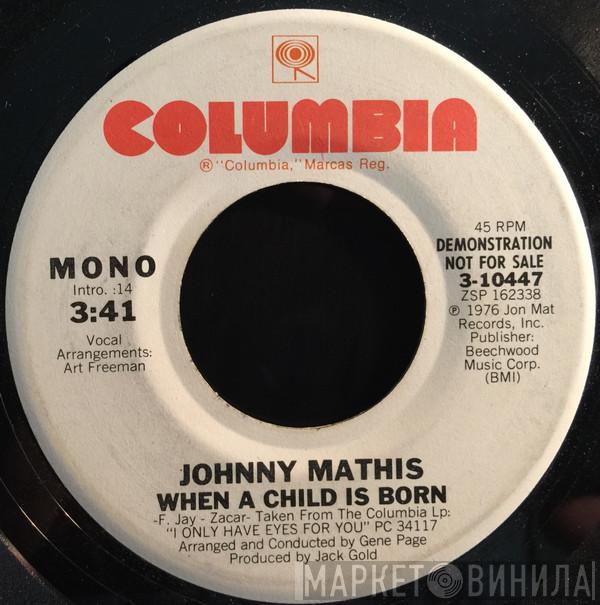 COLUMBIA
® "Columbia," Marcas Reg.
MONO
Intro. :14
3:41
Vocal
Arrangements:
Art Freeman
45 RPM
DEMONSTRATION
NOT FOR SALE
3-10447
ZSP 162338
℗ 1976 Jon Mat
Records, Inc.
Publisher:
Beechwood
Music Corp.
(BMI)
JOHNNY MATHIS
WHEN A CHILD IS BORN
-F. Jay - Zacar- Taken From The Columbia Lp:
"I ONLY HAVE EYES FOR YOU" PC 34117
Arranged and Conducted by Gene Page
Produced by Jack Gold
МАРКЕТ ВИНИЛА